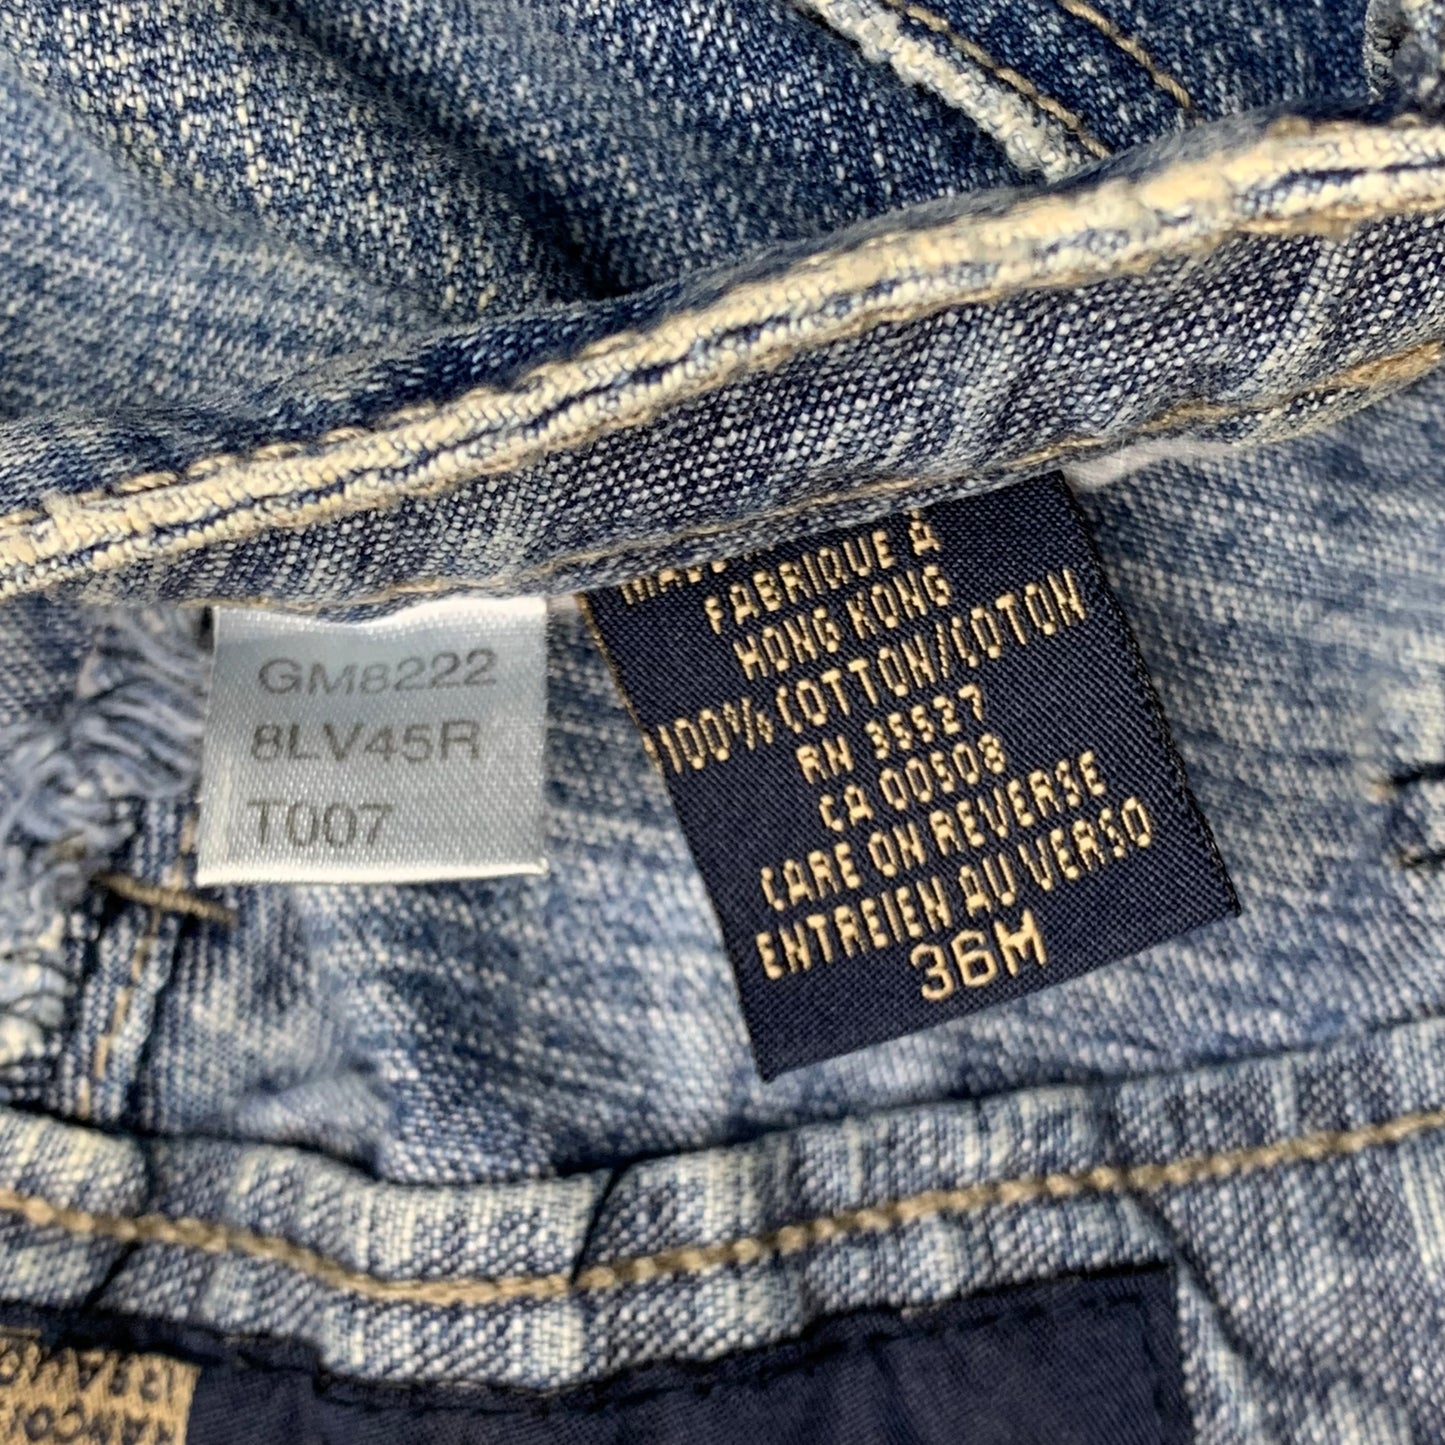 GM8222
8LV45R
T007
FABRIQUE À
HONG KONG
100% COTTON/COTON
RN 35527
CA 00508
CARE ON REVERSE
ENTREIEN AU VERSO
36M